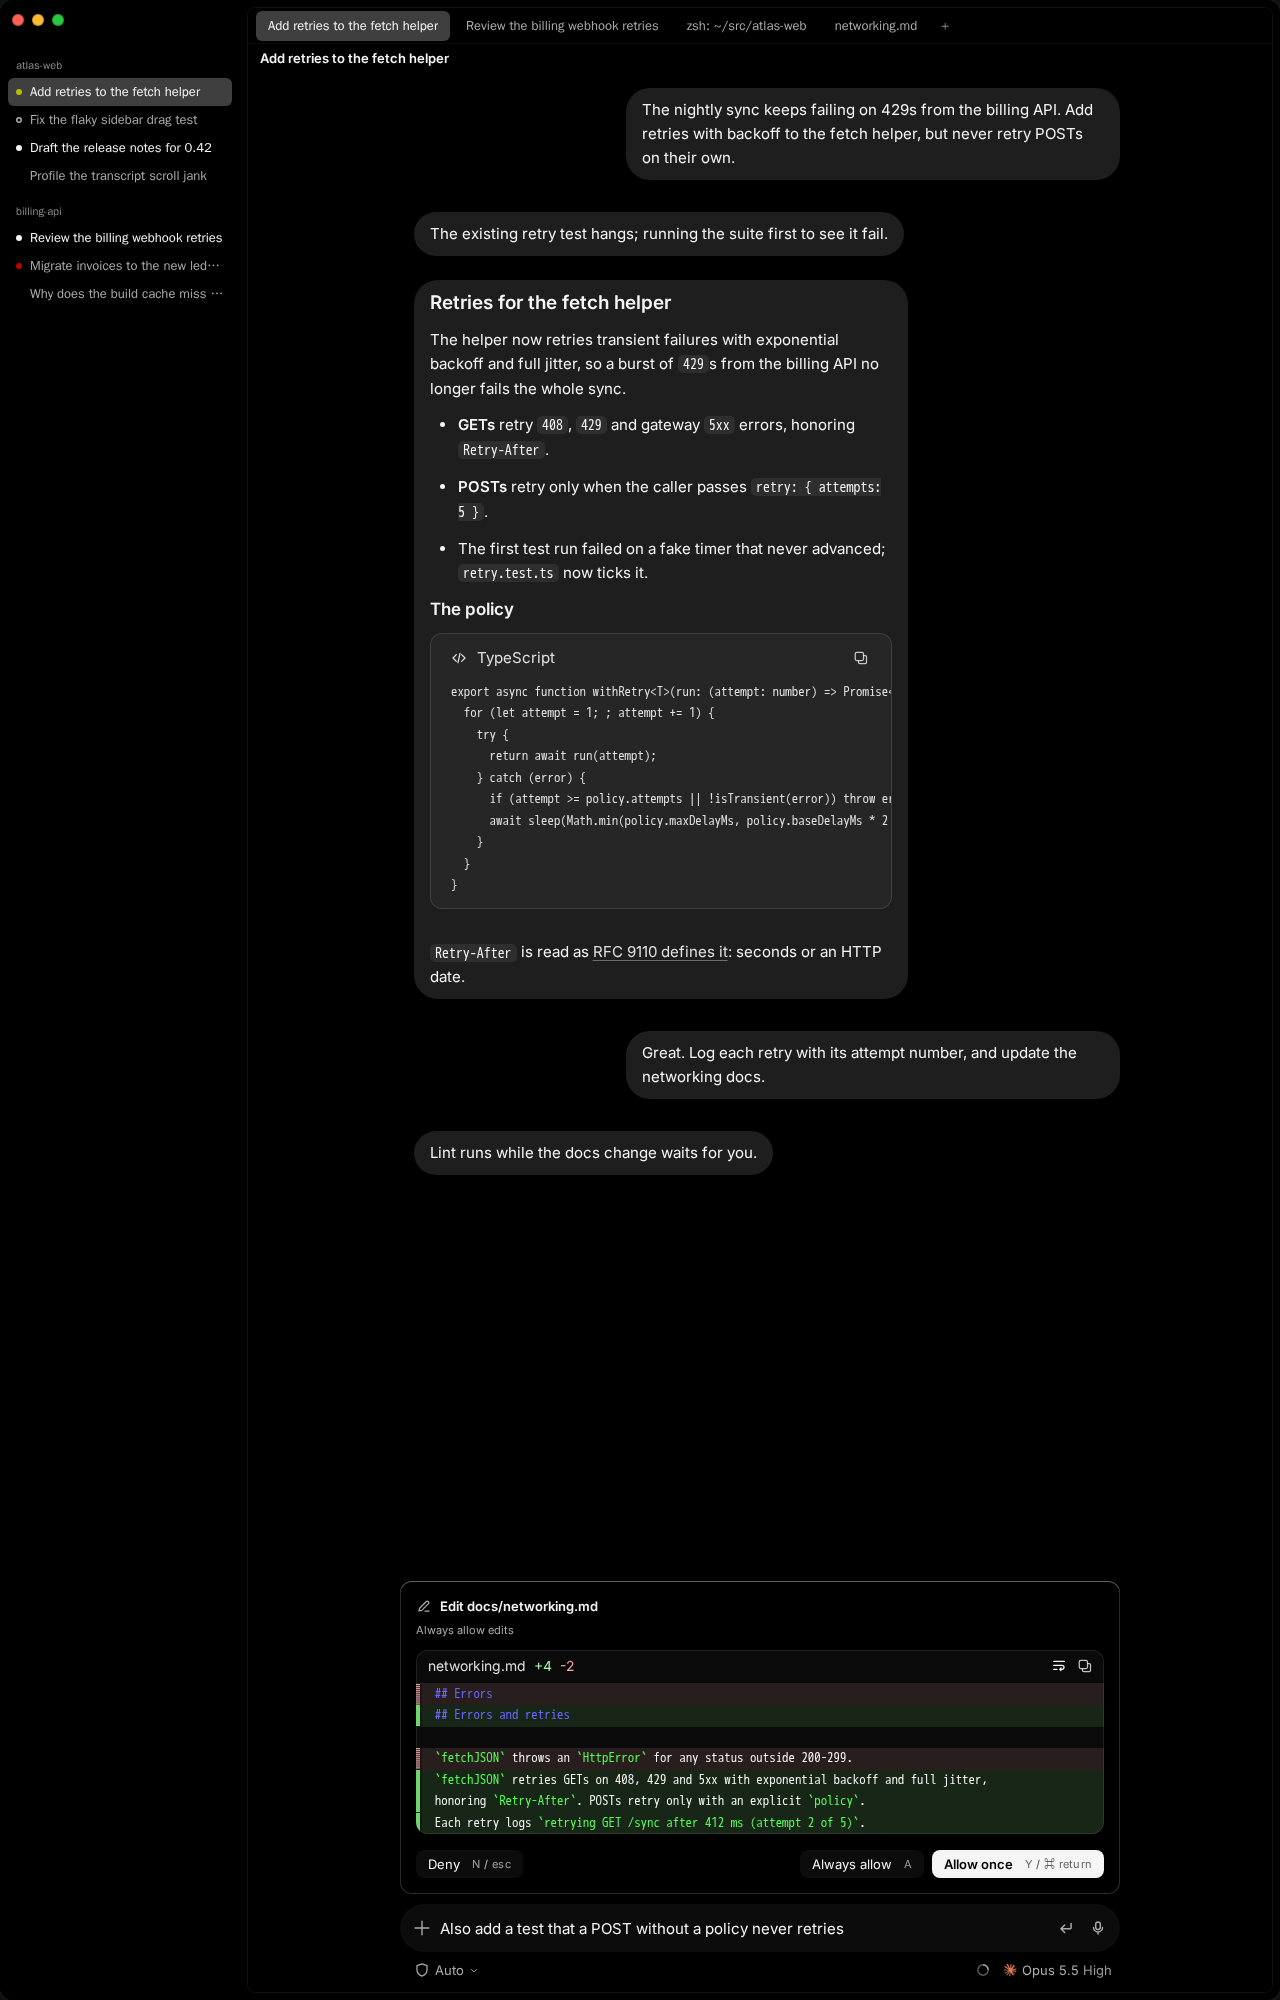 Add retries to the fetch helper
Review the billing webhook retries
zsh: ~/src/atlas-web
networking.md
+
atlas-web
Add retries to the fetch helper
Fix the flaky sidebar drag test
Draft the release notes for 0.42
Profile the transcript scroll jank
billing-api
Review the billing webhook retries
Migrate invoices to the new led···
Why does the build cache miss ···
Add retries to the fetch helper
The nightly sync keeps failing on 429s from the billing API. Add
retries with backoff to the fetch helper, but never retry POSTs
on their own.
The existing retry test hangs; running the suite first to see it fail.
Retries for the fetch helper
The helper now retries transient failures with exponential
backoff and full jitter, so a burst of 429s from the billing API no
longer fails the whole sync.
• GETs retry 408, 429 and gateway 5xx errors, honoring
Retry-After.
• POSTs retry only when the caller passes retry: { attempts:
5 }.
• The first test run failed on a fake timer that never advanced;
retry.test.ts now ticks it.
The policy
TypeScript
export async function withRetry<T>(run: (attempt: number) => Promise<
for (let attempt = 1; ; attempt += 1) {
try {
return await run(attempt);
} catch (error) {
if (attempt >= policy.attempts || !isTransient(error)) throw er
await sleep(Math.min(policy.maxDelayMs, policy.baseDelayMs * 2
}
}
}
Retry-After is read as RFC 9110 defines it: seconds or an HTTP
date.
Great. Log each retry with its attempt number, and update the
networking docs.
Lint runs while the docs change waits for you.
Edit docs/networking.md
Always allow edits
networking.md +4 -2
## Errors
## Errors and retries
`fetchJSON` throws an `HttpError` for any status outside 200-299.
`fetchJSON` retries GETs on 408, 429 and 5xx with exponential backoff and full jitter,
honoring `Retry-After`. POSTs retry only with an explicit `policy`.
Each retry logs `retrying GET /sync after 412 ms (attempt 2 of 5)`.
Deny N / esc
Always allow A
Allow once Y / ⌘ return
Also add a test that a POST without a policy never retries
Auto
Opus 5.5 High